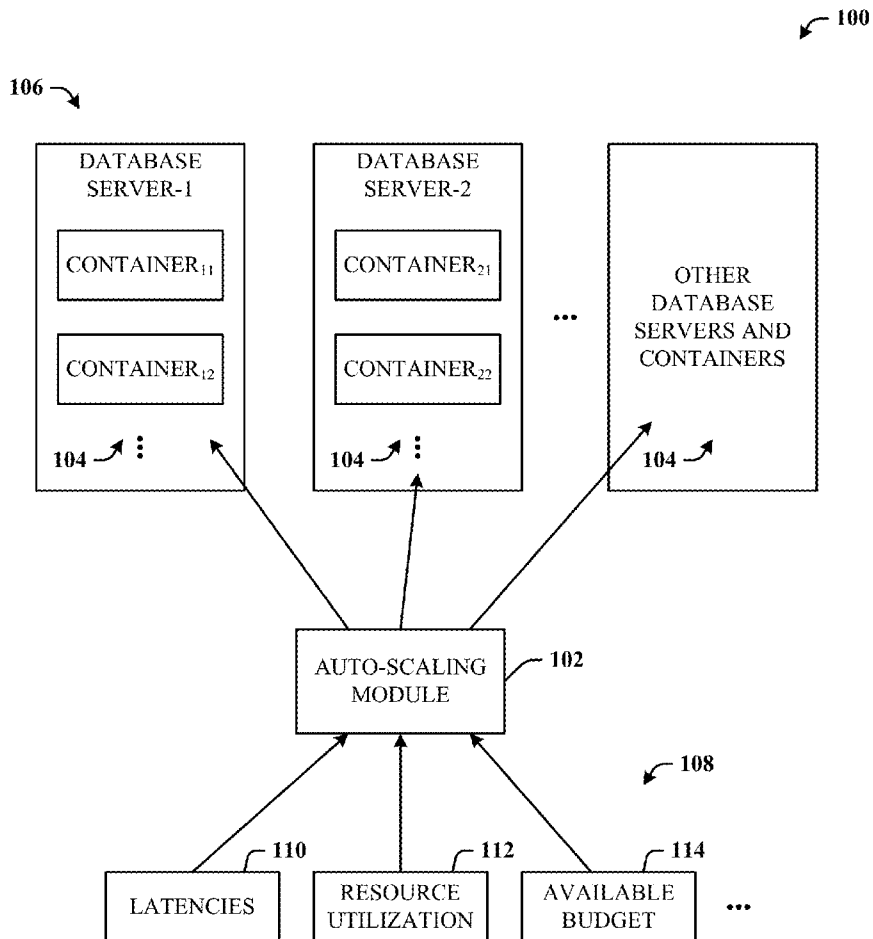 100
106
DATABASE
SERVER-1
CONTAINER₁₁
CONTAINER₁₂
104
DATABASE
SERVER-2
CONTAINER₂₁
CONTAINER₂₂
104
...
OTHER
DATABASE
SERVERS AND
CONTAINERS
104
AUTO-SCALING
MODULE
102
108
110
LATENCIES
112
RESOURCE
UTILIZATION
114
AVAILABLE
BUDGET
...